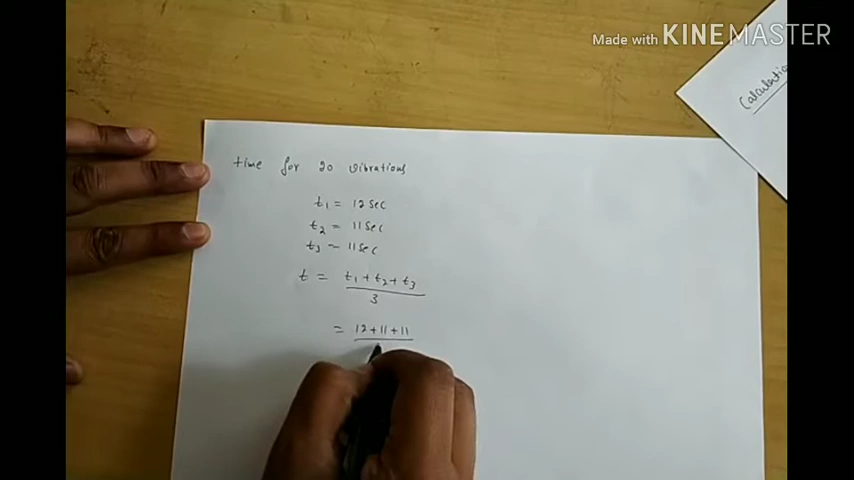 Made with KINEMASTER
Calculation
time for 20 vibrations
t1 = 12 sec
t2 = 11 sec
t3 = 11 sec
t = t1 + t2 + t3
3
= 12 + 11 + 11